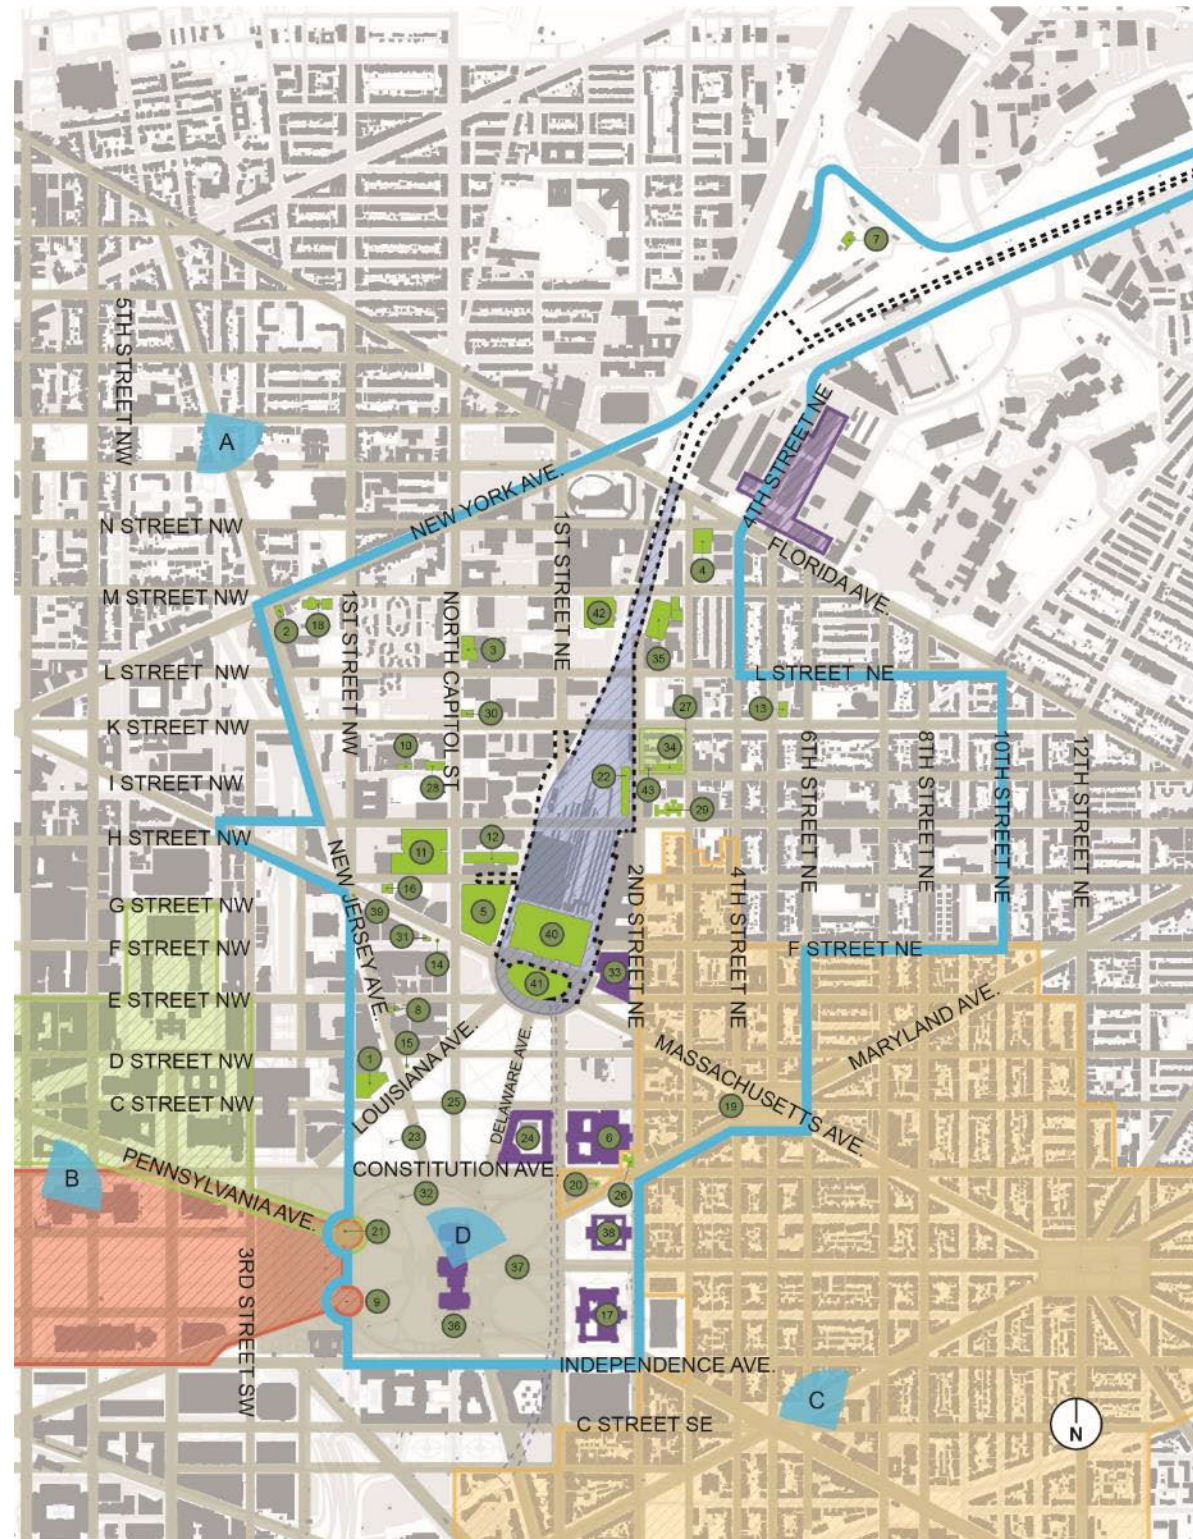 7
5TH STREET NW
A
4TH STREET NE
NEW YORK AVE.
N STREET NW
1ST STREET NE
FLORIDA AVE.
4
M STREET NW
2
18
1ST STREET NW
NORTH CAPITOL ST
42
3
35
L STREET NW
L STREET NE
30
27
13
K STREET NW
10
34
6TH STREET NE
8TH STREET NE
10TH STREET NE
12TH STREET NE
I STREET NW
28
22
43
29
H STREET NW
12
11
NEW JERSEY AVE.
16
2ND STREET NE
4TH STREET NE
G STREET NW
39
5
31
40
F STREET NW
F STREET NE
14
33
41
E STREET NW
8
MARYLAND AVE.
15
LOUISIANA AVE.
DELAWARE AVE.
MASSACHUSETTS AVE.
D STREET NW
1
C STREET NW
25
19
23
24
6
CONSTITUTION AVE.
B
PENNSYLVANIA AVE.
32
20
26
21
D
38
37
3RD STREET SW
9
36
17
INDEPENDENCE AVE.
C
C STREET SE
N